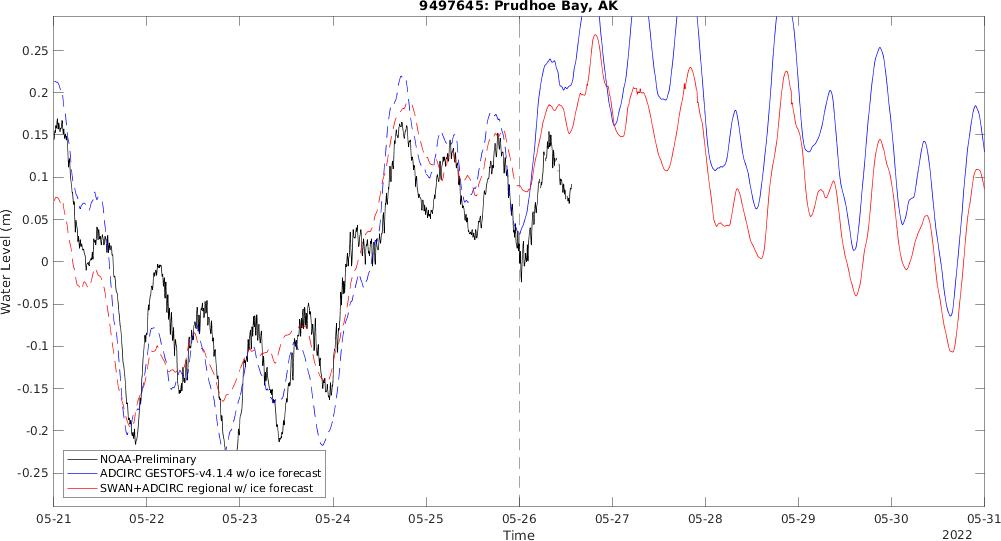 9497645: Prudhoe Bay, AK
0.25
0.2
0.15
0.1
0.05
0
-0.05
-0.1
-0.15
-0.2
-0.25
Water Level (m)
NOAA-Preliminary
ADCIRC GESTOFS-v4.1.4 w/o ice forecast
SWAN+ADCIRC regional w/ ice forecast
05-21 05-22 05-23 05-24 05-25 05-26 05-27 05-28 05-29 05-30 05-31
Time
2022